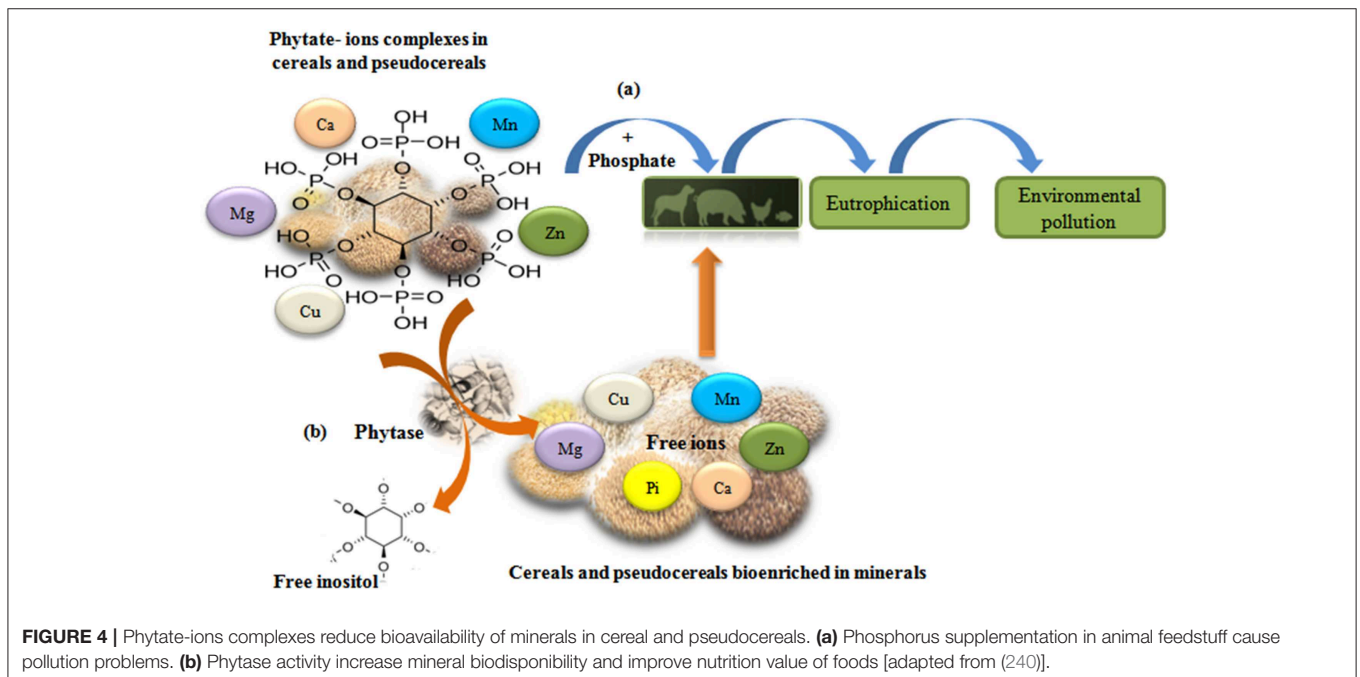 Phytate- ions complexes in
cereals and pseudocereals
(a)
Ca
Mn
Mg
Zn
Cu
OH
O=P–OH
O
HO
OH
HO
P
O
O
O
P
OH
OH
HO
HO
P
O
O
O
P
O
HO
OH
O
HO–P=O
OH
+
Phosphate
Eutrophication
Environmental
pollution
(b)
Phytase
Cu
Mn
Mg
Free ions
Zn
Pi
Ca
O
O
O
O
O
O
Free inositol
Cereals and pseudocereals bioenriched in minerals
FIGURE 4 | Phytate-ions complexes reduce bioavailability of minerals in cereal and pseudocereals. (a) Phosphorus supplementation in animal feedstuff cause
pollution problems. (b) Phytase activity increase mineral biodisponibility and improve nutrition value of foods [adapted from (240)].